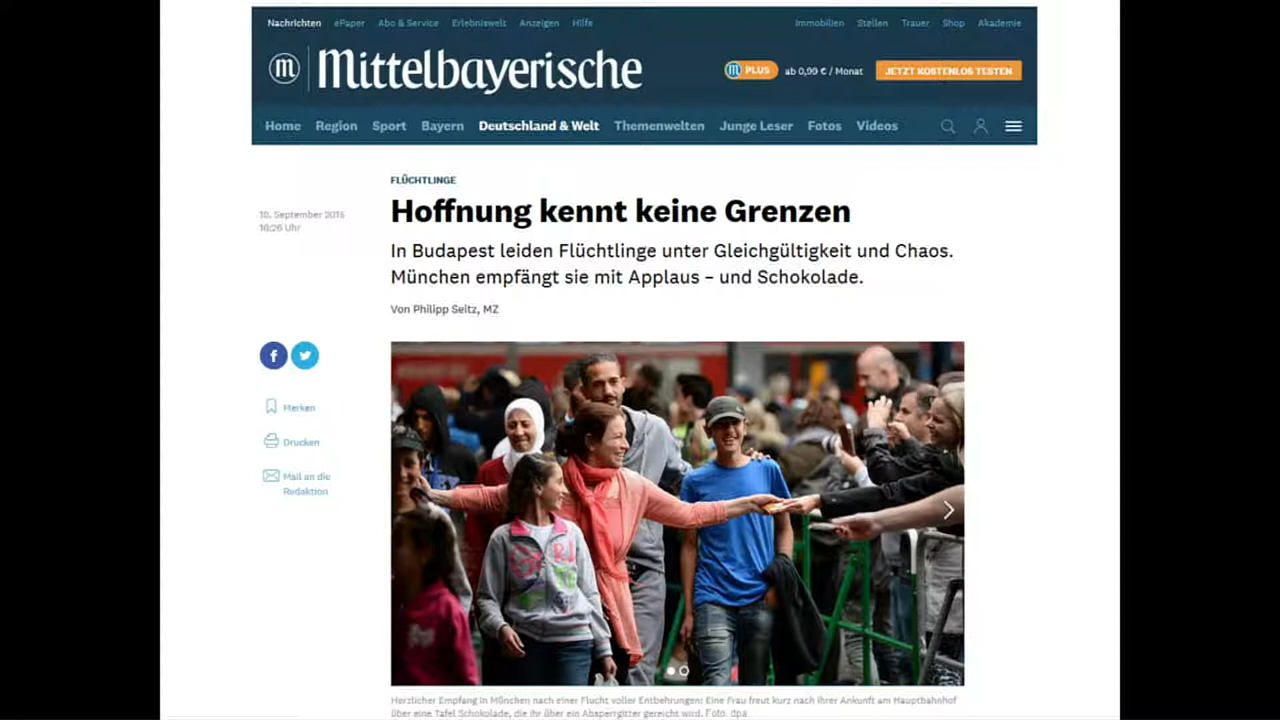 Nachrichten ePaper Abo & Service Erlebniswelt Anzeigen Hilfe Immobilien Stellen Trauer Shop Akademie
m Mittelbayerische
m PLUS ab 0,99 € / Monat JETZT KOSTENLOS TESTEN
Home Region Sport Bayern Deutschland & Welt Themenwelten Junge Leser Fotos Videos
FLÜCHTLINGE
10. September 2015
16:26 Uhr
Hoffnung kennt keine Grenzen
In Budapest leiden Flüchtlinge unter Gleichgültigkeit und Chaos.
München empfängt sie mit Applaus – und Schokolade.
Von Philipp Seitz, MZ
f
Merken
Drucken
Mail an die
Redaktion
GIRL
Herzlicher Empfang in München nach einer Flucht voller Entbehrungen: Eine Frau freut kurz nach ihrer Ankunft am Hauptbahnhof
über eine Tafel Schokolade, die ihr über ein Absperrgitter gereicht wird. Foto: dpa